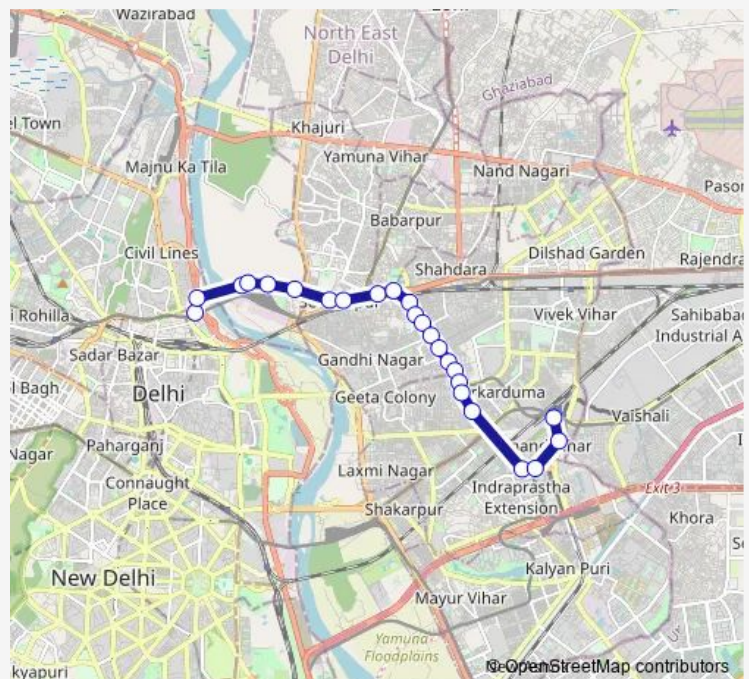 Wazirabad
North East
Delhi
Ghaziabad
el Town
Khajuri
Majnu Ka Tila
Yamuna Vihar
Nand Nagari
Pason
Babarpur
Civil Lines
Shahdara
Dilshad Garden
Rajendra
i Rohilla
Vivek Vihar
Sahibabad
Industrial A
Sadar Bazar
Gandhi Nagar
l Bagh
Delhi
Geeta Colony
rkarduma
Vaishali
Nagar
Paharganj
Laxmi Nagar
Connaught
Place
Indraprastha
Extension
Exit 3
Shakarpur
Khora
New Delhi
Kalyan Puri
Mayur Vihar
Yamuna
Floodplains
kyapuri
© OpenStreetMap contributors